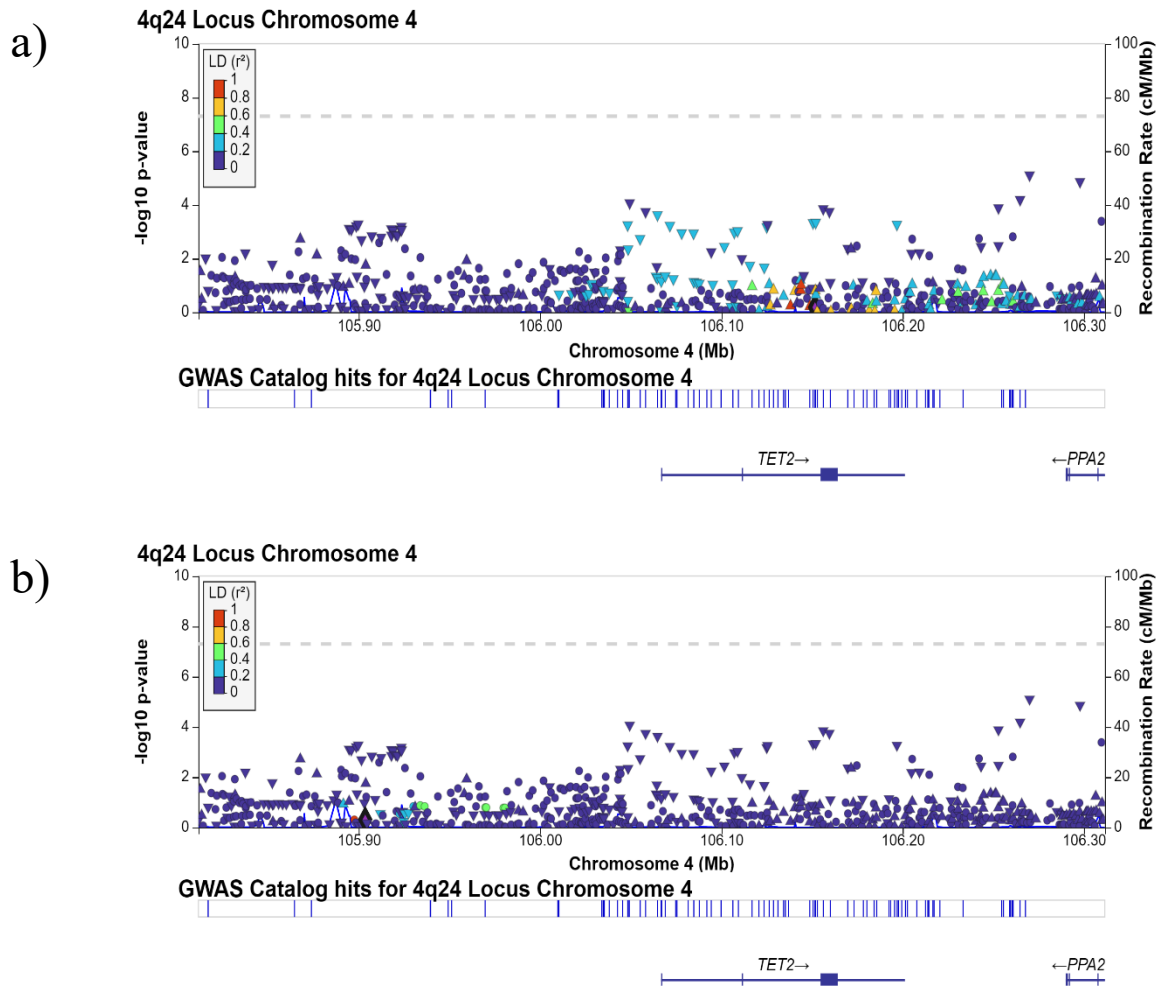 a)
4q24 Locus Chromosome 4
LD (r²)
1
0.8
0.6
0.4
0.2
0
10
8
6
4
2
0
-log10 p-value
100
80
60
40
20
0
Recombination Rate (cM/Mb)
105.90 106.00 106.10 106.20 106.30
Chromosome 4 (Mb)
GWAS Catalog hits for 4q24 Locus Chromosome 4
TET2→ ←PPA2
b)
4q24 Locus Chromosome 4
LD (r²)
1
0.8
0.6
0.4
0.2
0
10
8
6
4
2
0
-log10 p-value
100
80
60
40
20
0
Recombination Rate (cM/Mb)
105.90 106.00 106.10 106.20 106.30
Chromosome 4 (Mb)
GWAS Catalog hits for 4q24 Locus Chromosome 4
TET2→ ←PPA2